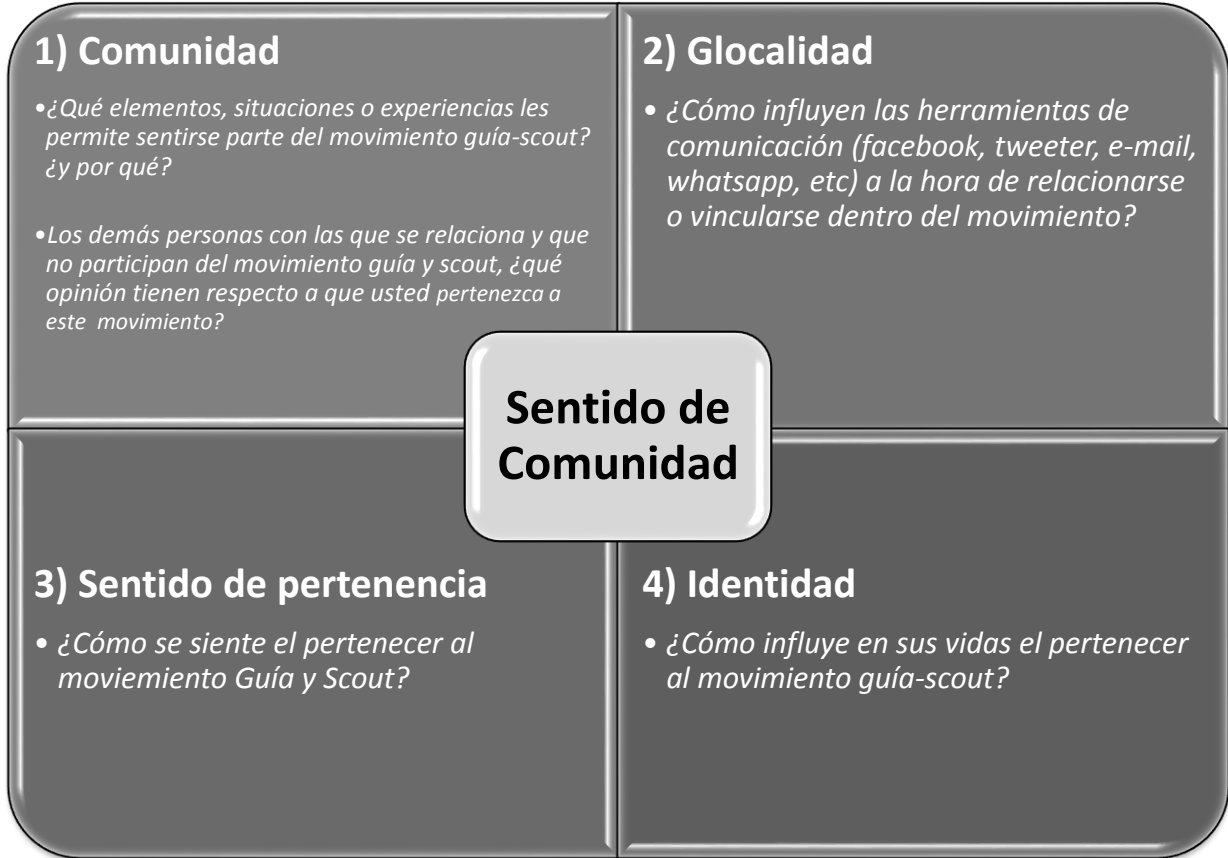 1) Comunidad
•¿Qué elementos, situaciones o experiencias les
permite sentirse parte del movimiento guía-scout?
¿y por qué?
•Los demás personas con las que se relaciona y que
no participan del movimiento guía y scout, ¿qué
opinión tienen respecto a que usted pertenezca a
este movimiento?
2) Glocalidad
• ¿Cómo influyen las herramientas de
comunicación (facebook, tweeter, e-mail,
whatsapp, etc) a la hora de relacionarse
o vincularse dentro del movimiento?
Sentido de
Comunidad
3) Sentido de pertenencia
• ¿Cómo se siente el pertenecer al
moviemiento Guía y Scout?
4) Identidad
• ¿Cómo influye en sus vidas el pertenecer
al movimiento guía-scout?